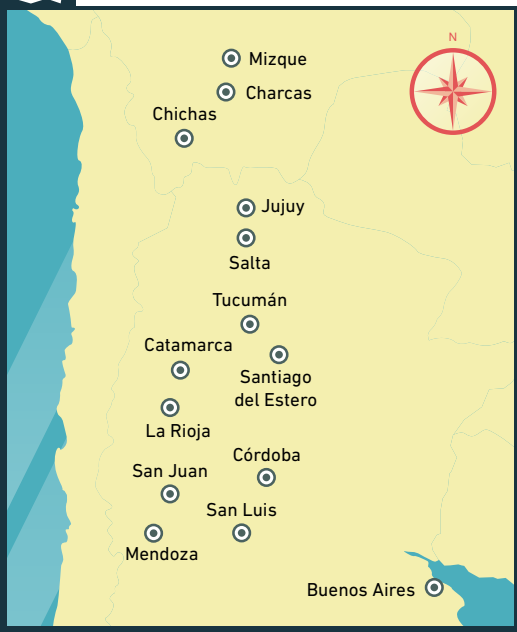 N
Mizque
Charcas
Chichas
Jujuy
Salta
Tucumán
Catamarca
Santiago
del Estero
La Rioja
Córdoba
San Juan
San Luis
Mendoza
Buenos Aires